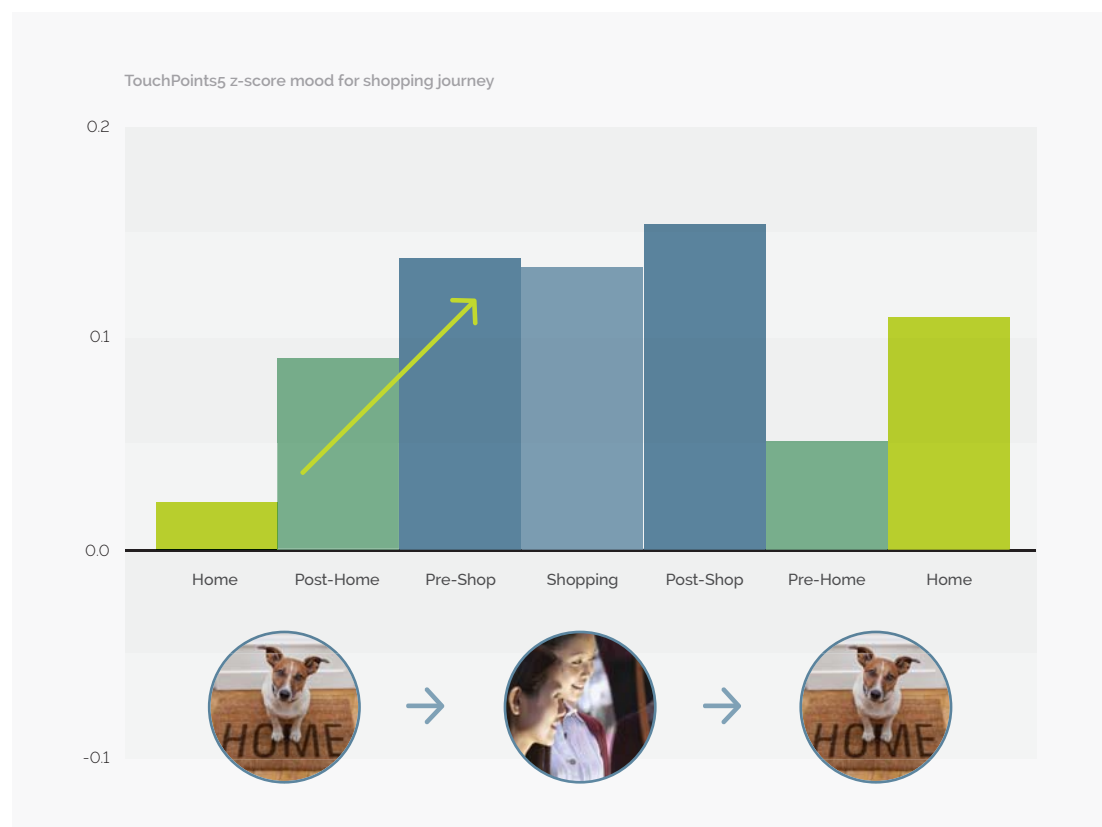 TouchPoints5 z-score mood for shopping journey
0.2
0.1
0.0
Home Post-Home Pre-Shop Shopping Post-Shop Pre-Home Home
HOME HOME
-0.1